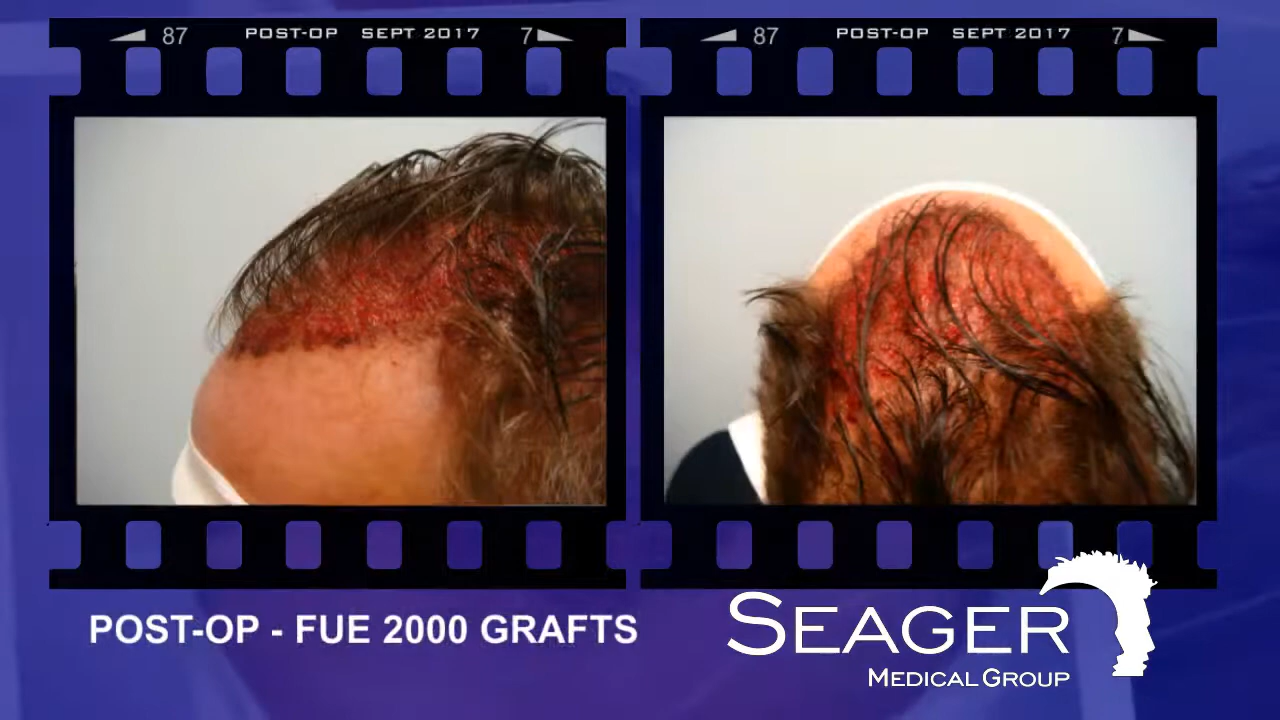 87 POST-OP SEPT 2017 7
87 POST-OP SEPT 2017 7
POST-OP - FUE 2000 GRAFTS
SEAGER
MEDICAL GROUP